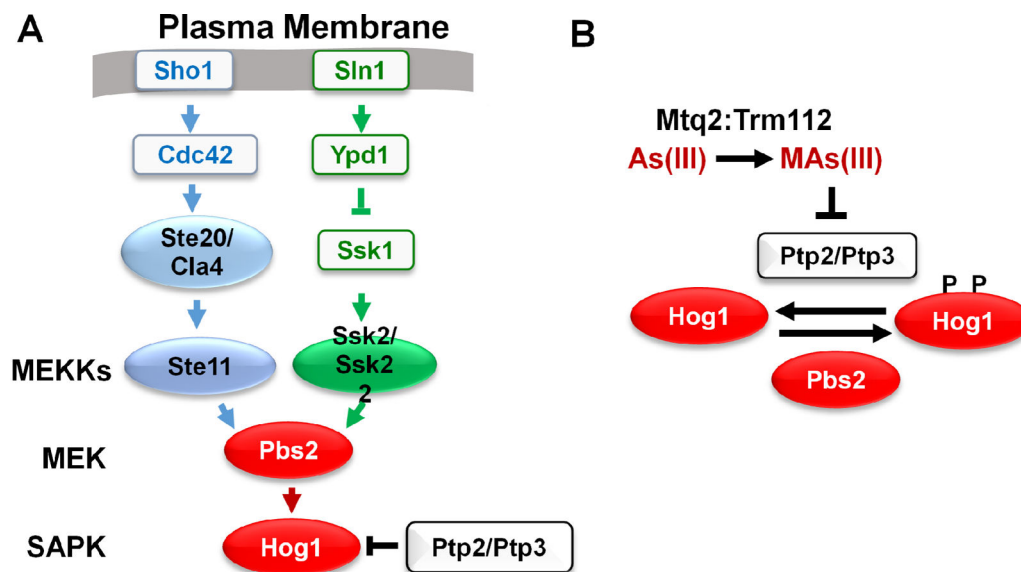 A
Plasma Membrane
Sho1
Sln1
Cdc42
Ypd1
Ste20/
Cla4
Ssk1
MEKKs
Ste11
Ssk2/
Ssk2
2
MEK
Pbs2
SAPK
Hog1
Ptp2/Ptp3
B
Mtq2:Trm112
As(III)
MAs(III)
Ptp2/Ptp3
P P
Hog1
Hog1
Pbs2